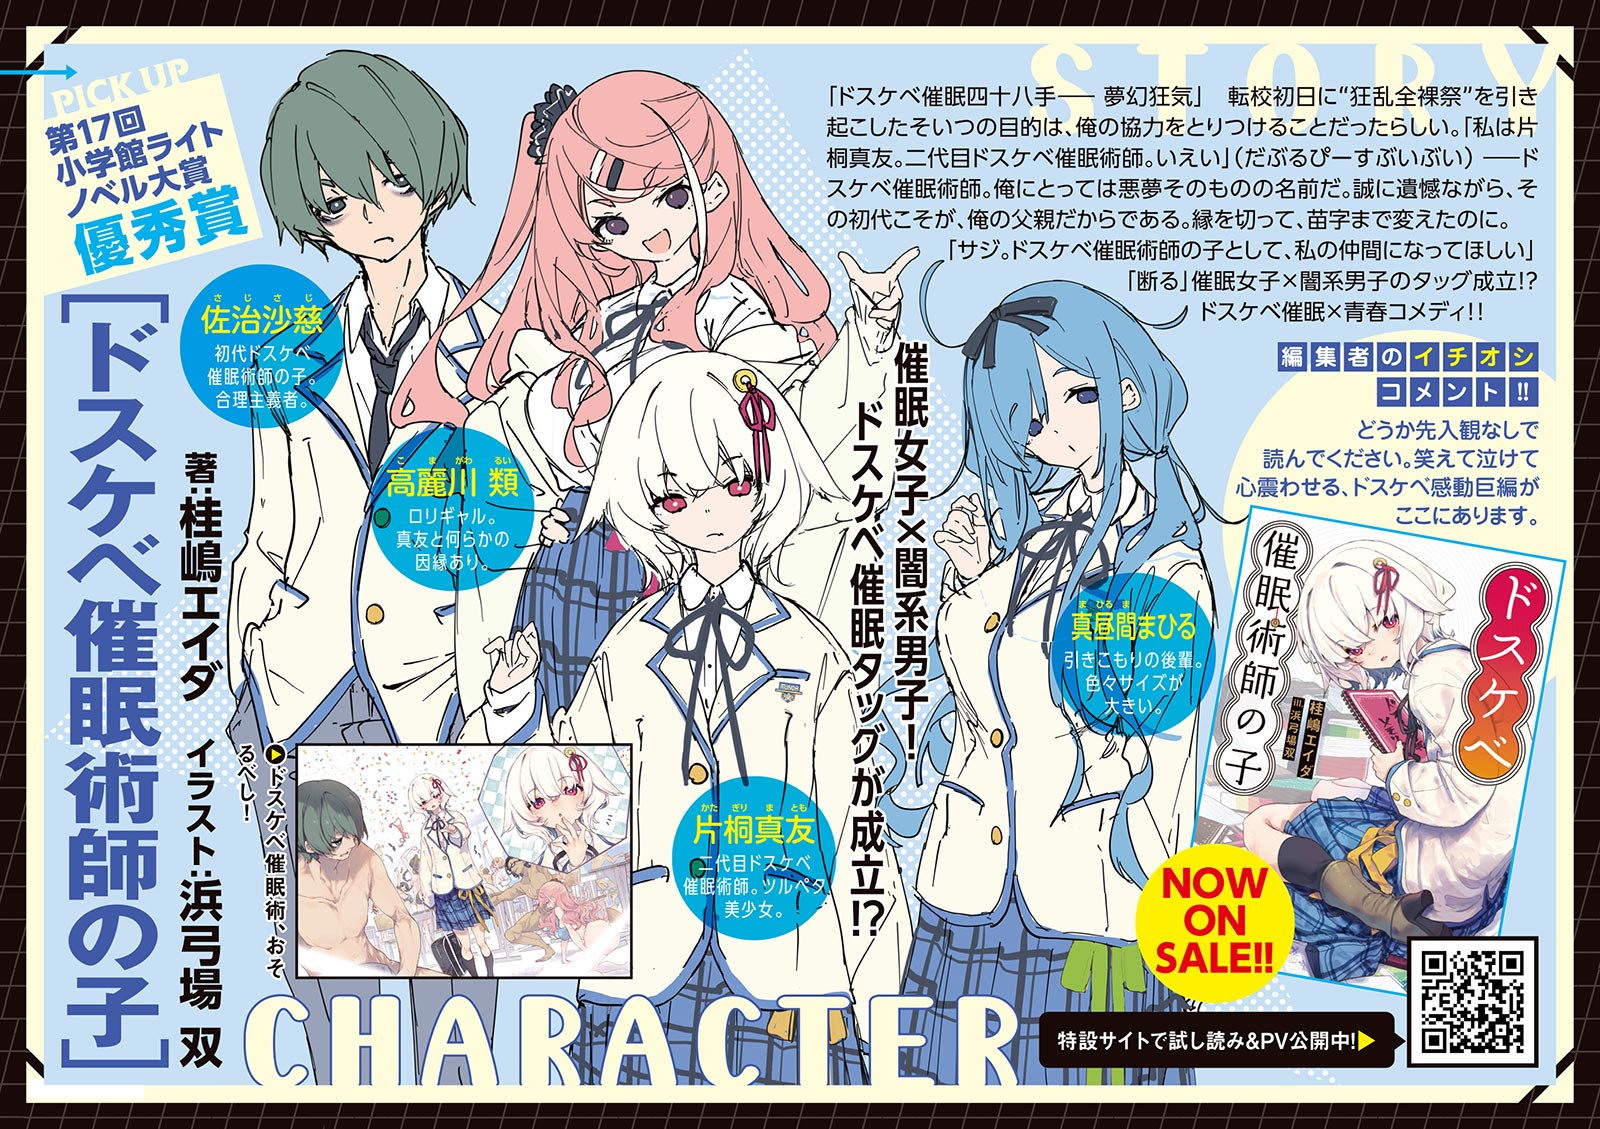 PICK UP
第17回
小学館ライト
ノベル大賞
優秀賞
[ドスケベ催眠術師の子]
著:桂嶋エイダ イラスト:浜弓場 双
STORY
「ドスケベ催眠四十八手―― 夢幻狂気」 転校初日に“狂乱全裸祭”を引き
起こしたそいつの目的は、俺の協力をとりつけることだったらしい。「私は片
桐真友。二代目ドスケベ催眠術師。いえい」（だぶるぴーすぶいぶい） ――ド
スケベ催眠術師。俺にとっては悪夢そのものの名前だ。誠に遺憾ながら、そ
の初代こそが、俺の父親だからである。縁を切って、苗字まで変えたのに。
「サジ。ドスケベ催眠術師の子として、私の仲間になってほしい」
「断る」催眠女子×闇系男子のタッグ成立!?
ドスケベ催眠×青春コメディ!!
編集者のイチオシ
コメント!!
どうか先入観なしで
読んでください。笑えて泣けて
心震わせる、ドスケベ感動巨編が
ここにあります。
催眠女子×闇系男子!
ドスケベ催眠タッグが成立!?
さじさじ
佐治沙慈
初代ドスケベ
催眠術師の子。
合理主義者。
こまがわるい
高麗川 類
ロリギャル。
真友と何らかの
因縁あり。
かたぎりまとも
片桐真友
二代目ドスケベ
催眠術師。ツルペタ
美少女。
まひるま
真昼間まひる
引きこもりの後輩。
色々サイズが
大きい。
▶ドスケベ催眠術、おそ
るべし!
ドスケベ
催眠術師の子
桂嶋エイダ
ill.浜弓場双
NOW
ON
SALE!!
CHARACTER
特設サイトで試し読み&PV公開中!▶